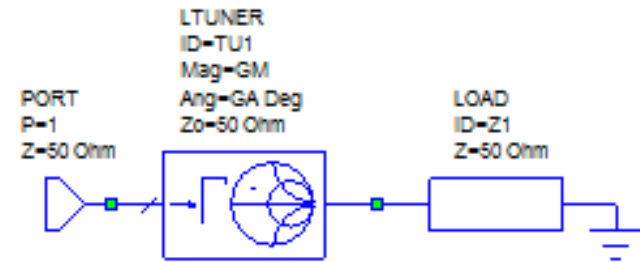 LTUNER
ID=TU1
Mag=GM
Ang=GA Deg
Zo=50 Ohm
PORT
P=1
Z=50 Ohm
LOAD
ID=Z1
Z=50 Ohm